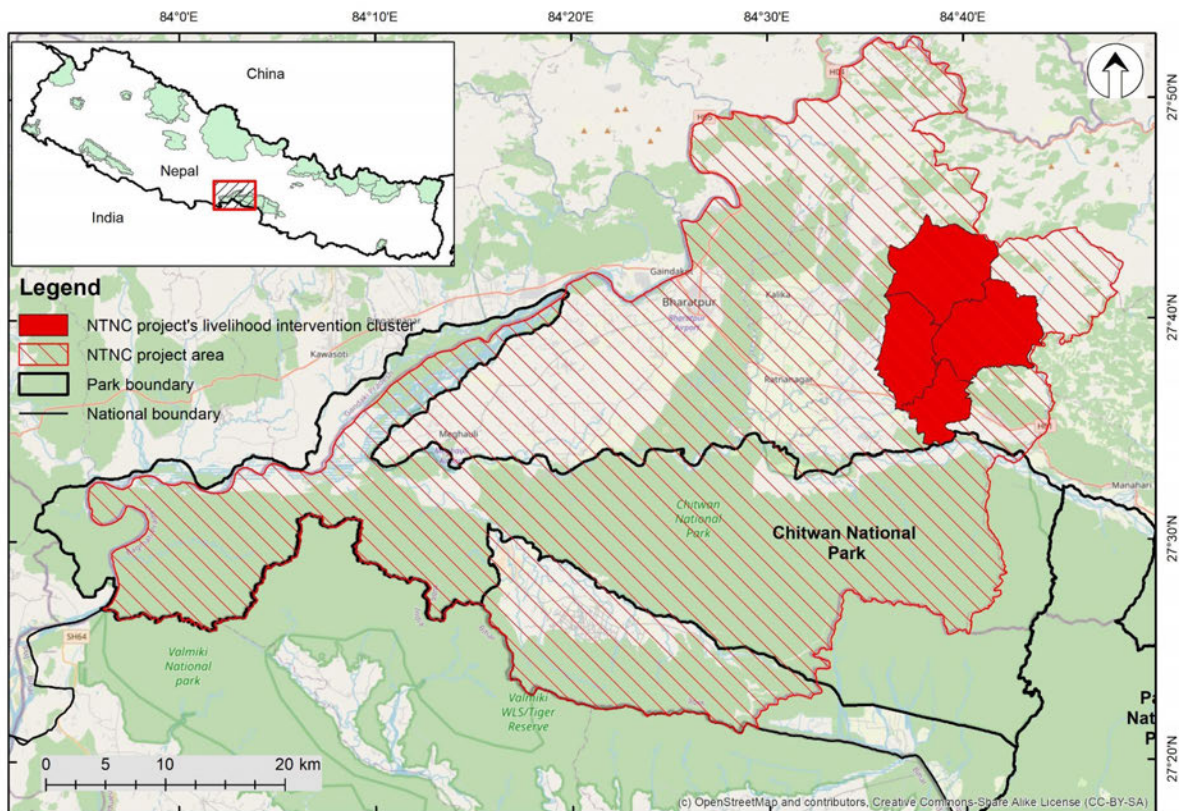 84°0'E
84°10'E
84°20'E
84°30'E
84°40'E
China
Nepal
India
27°50'N
27°40'N
27°30'N
27°20'N
Legend
NTNC project's livelihood intervention cluster
NTNC project area
Park boundary
National boundary
Gaindakot
Bharatpur
Bharatpur
Airport
Kalika
Kawasoti
Ratnanagar
Meghauli
Manahari
Chitwan
National
Park
Chitwan National
Park
SH64
Valmiki
National
park
Valmiki
WLS/Tiger
Reserve
0 5 10 15 20 km
(c) OpenStreetMap and contributors, Creative Commons-Share Alike License (CC-BY-SA)